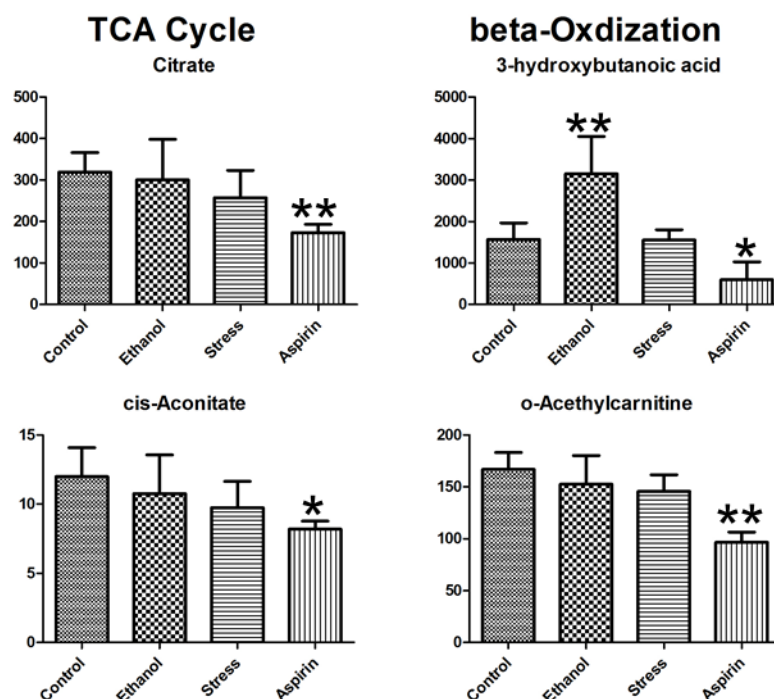 TCA Cycle
Citrate
500
400
300
200
100
0
**
Control
Ethanol
Stress
Aspirin
beta-Oxdization
3-hydroxybutanoic acid
5000
4000
3000
2000
1000
0
**
*
Control
Ethanol
Stress
Aspirin
cis-Aconitate
15
10
5
0
*
Control
Ethanol
Stress
Aspirin
o-Acethylcarnitine
200
150
100
50
0
**
Control
Ethanol
Stress
Aspirin